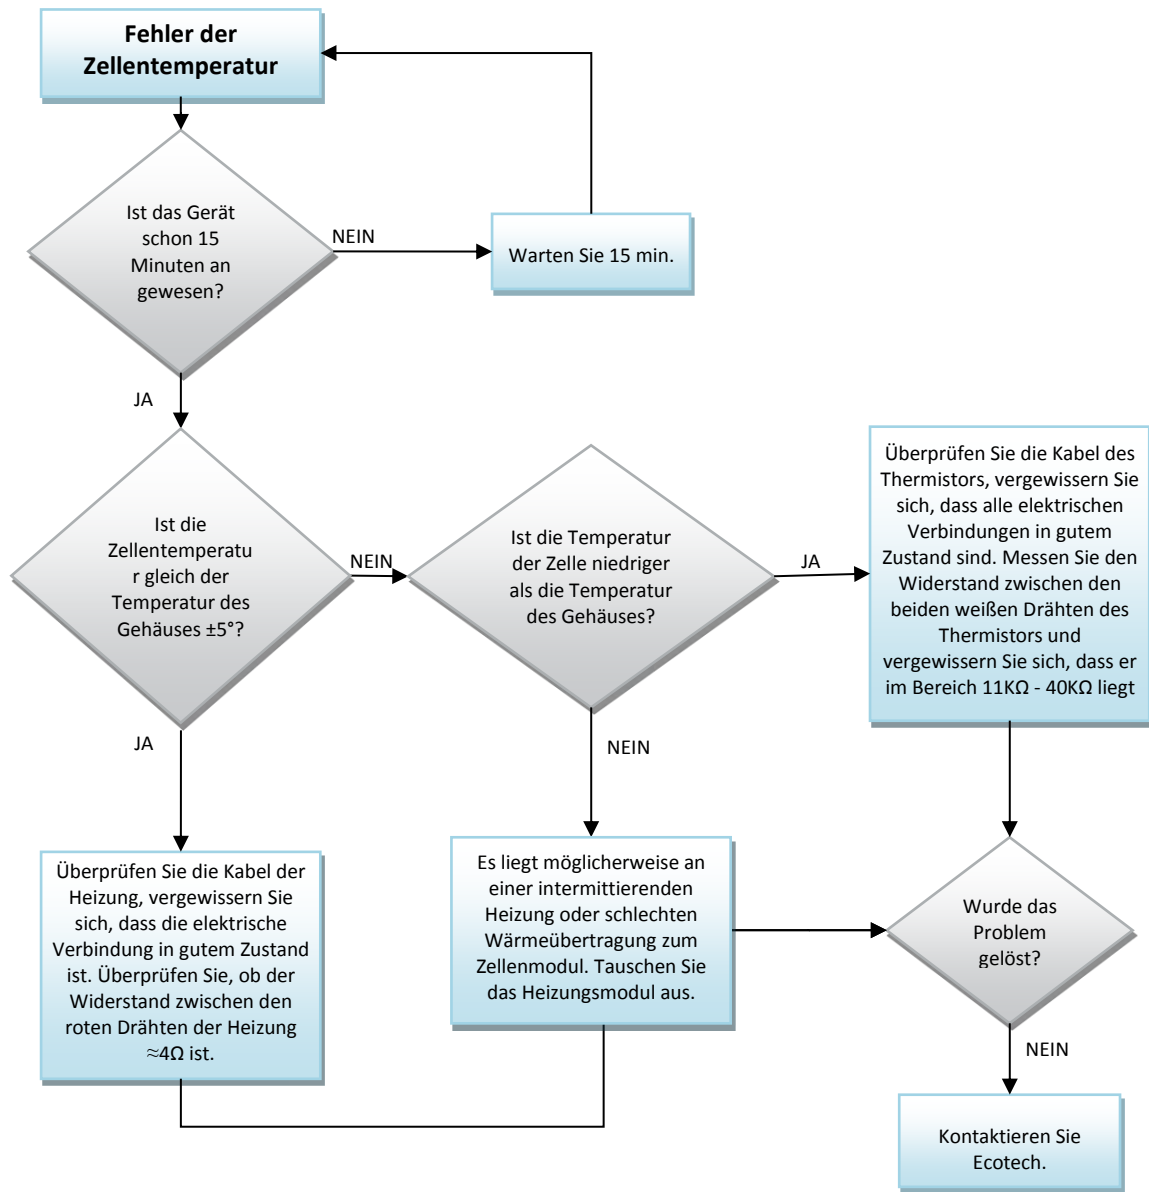 Fehler der
Zellentemperatur
Ist das Gerät
schon 15
Minuten an
gewesen?
NEIN
Warten Sie 15 min.
JA
Ist die
Zellentemperatu
r gleich der
Temperatur des
Gehäuses ±5°?
NEIN
Ist die Temperatur
der Zelle niedriger
als die Temperatur
des Gehäuses?
JA
Überprüfen Sie die Kabel des
Thermistors, vergewissern Sie
sich, dass alle elektrischen
Verbindungen in gutem
Zustand sind. Messen Sie den
Widerstand zwischen den
beiden weißen Drähten des
Thermistors und
vergewissern Sie sich, dass er
im Bereich 11KΩ - 40KΩ liegt
JA
NEIN
Überprüfen Sie die Kabel der
Heizung, vergewissern Sie
sich, dass die elektrische
Verbindung in gutem Zustand
ist. Überprüfen Sie, ob der
Widerstand zwischen den
roten Drähten der Heizung
≈4Ω ist.
Es liegt möglicherweise an
einer intermittierenden
Heizung oder schlechten
Wärmeübertragung zum
Zellenmodul. Tauschen Sie
das Heizungsmodul aus.
Wurde das
Problem
gelöst?
NEIN
Kontaktieren Sie
Ecotech.